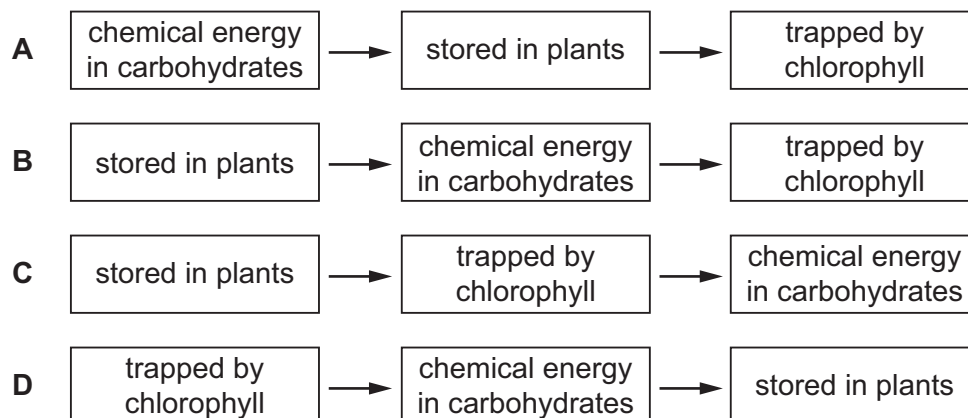 A
chemical energy
in carbohydrates
stored in plants
trapped by
chlorophyll
B
stored in plants
chemical energy
in carbohydrates
trapped by
chlorophyll
C
stored in plants
trapped by
chlorophyll
chemical energy
in carbohydrates
D
trapped by
chlorophyll
chemical energy
in carbohydrates
stored in plants